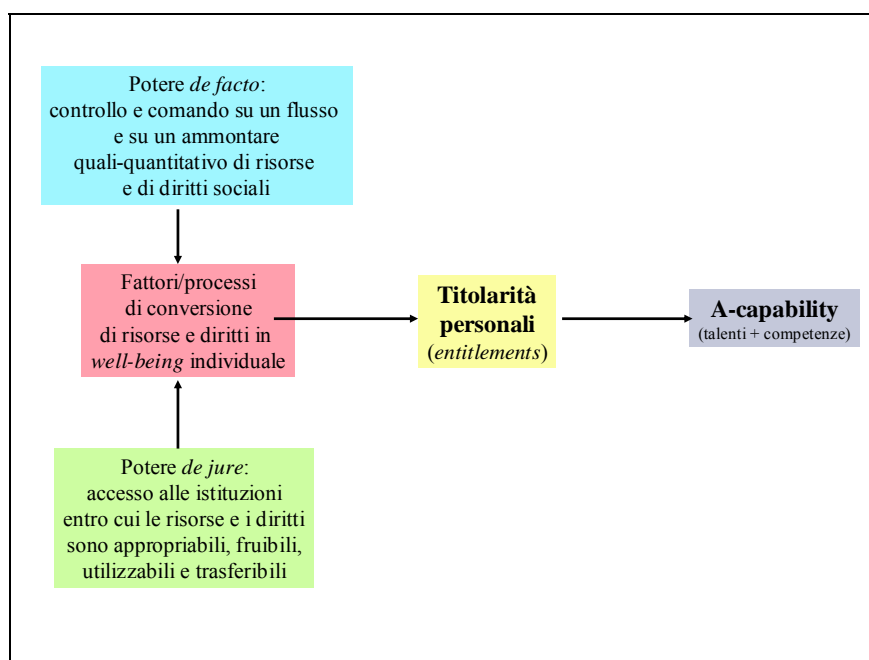 Potere de facto:
controllo e comando su un flusso
e su un ammontare
quali-quantitativo di risorse
e di diritti sociali
Fattori/processi
di conversione
di risorse e diritti in
well-being individuale
Titolarità
personali
(entitlements)
A-capability
(talenti + competenze)
Potere de jure:
accesso alle istituzioni
entro cui le risorse e i diritti
sono appropriabili, fruibili,
utilizzabili e trasferibili